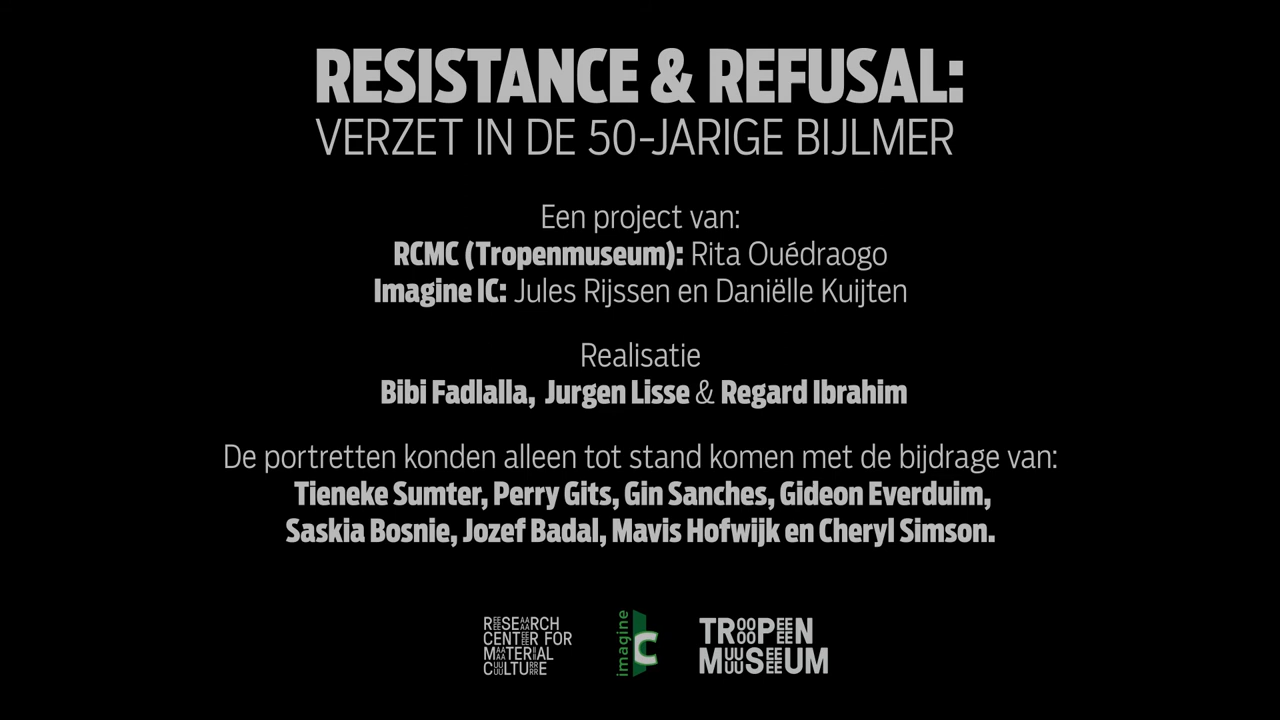 RESISTANCE & REFUSAL:
VERZET IN DE 50-JARIGE BIJLMER
Een project van:
RCMC (Tropenmuseum): Rita Ouédraogo
Imagine IC: Jules Rijssen en Daniëlle Kuijten
Realisatie
Bibi Fadlalla, Jurgen Lisse & Regard Ibrahim
De portretten konden alleen tot stand komen met de bijdrage van:
Tieneke Sumter, Perry Gits, Gin Sanches, Gideon Everduim,
Saskia Bosnie, Jozef Badal, Mavis Hofwijk en Cheryl Simson.
RESEARCH
CENTER FOR
MATERIAL
CULTURE
imagine
IC
TROPEN
MUSEUM